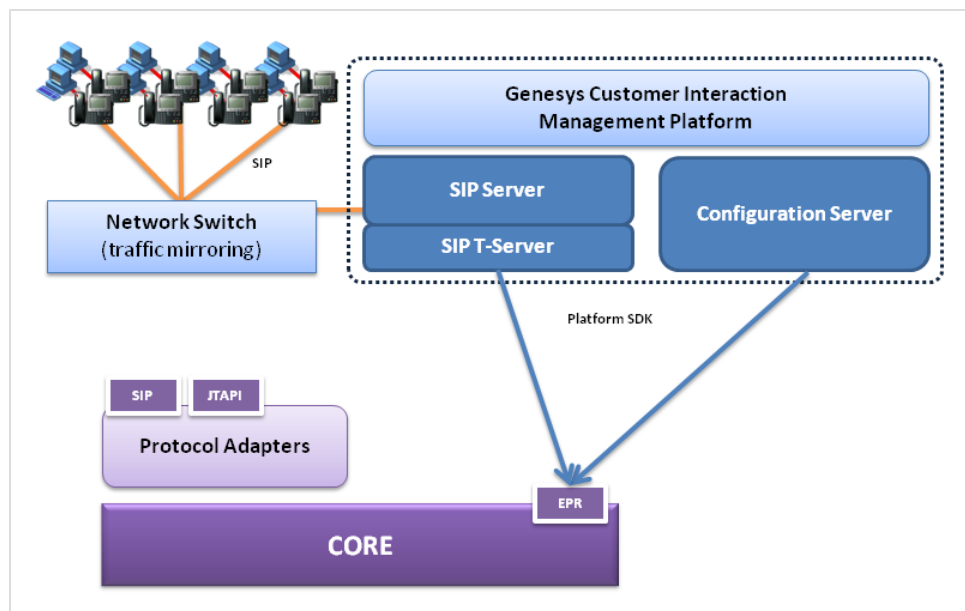 Genesys Customer Interaction
Management Platform
SIP
SIP Server
Configuration Server
Network Switch
(traffic mirroring)
SIP T-Server
Platform SDK
SIP
JTAPI
Protocol Adapters
EPR
CORE